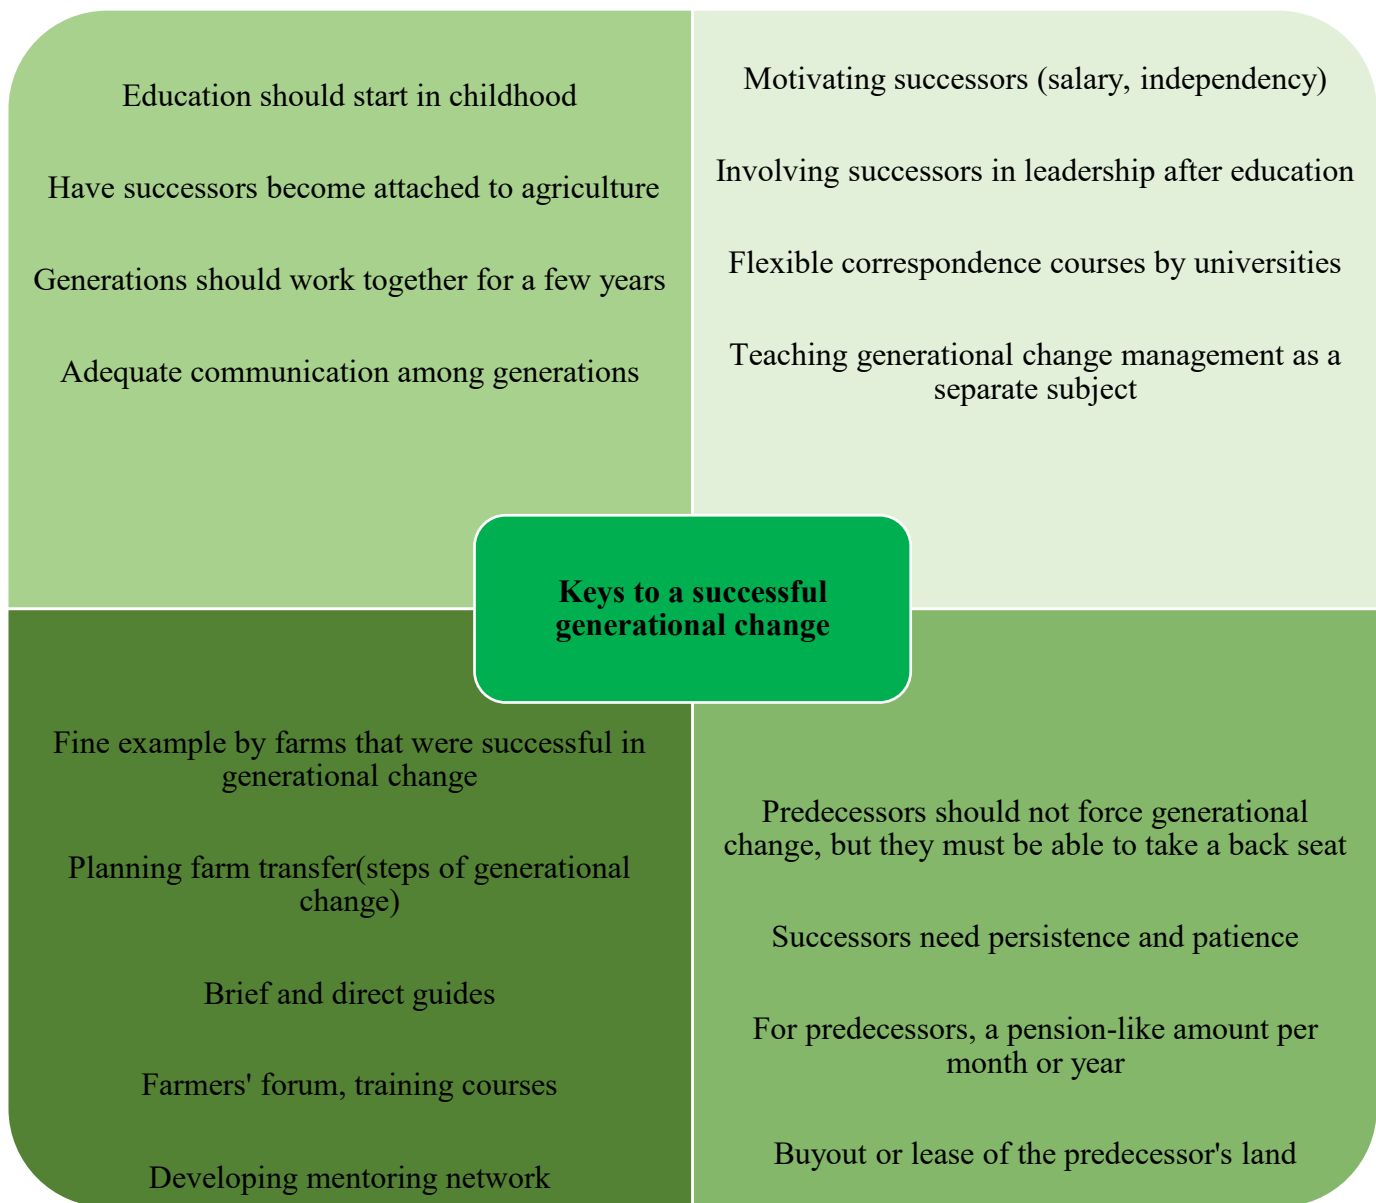 Education should start in childhood
Have successors become attached to agriculture
Generations should work together for a few years
Adequate communication among generations
Motivating successors (salary, independency)
Involving successors in leadership after education
Flexible correspondence courses by universities
Teaching generational change management as a
separate subject
Keys to a successful
generational change
Fine example by farms that were successful in
generational change
Planning farm transfer(steps of generational
change)
Brief and direct guides
Farmers' forum, training courses
Developing mentoring network
Predecessors should not force generational
change, but they must be able to take a back seat
Successors need persistence and patience
For predecessors, a pension-like amount per
month or year
Buyout or lease of the predecessor's land